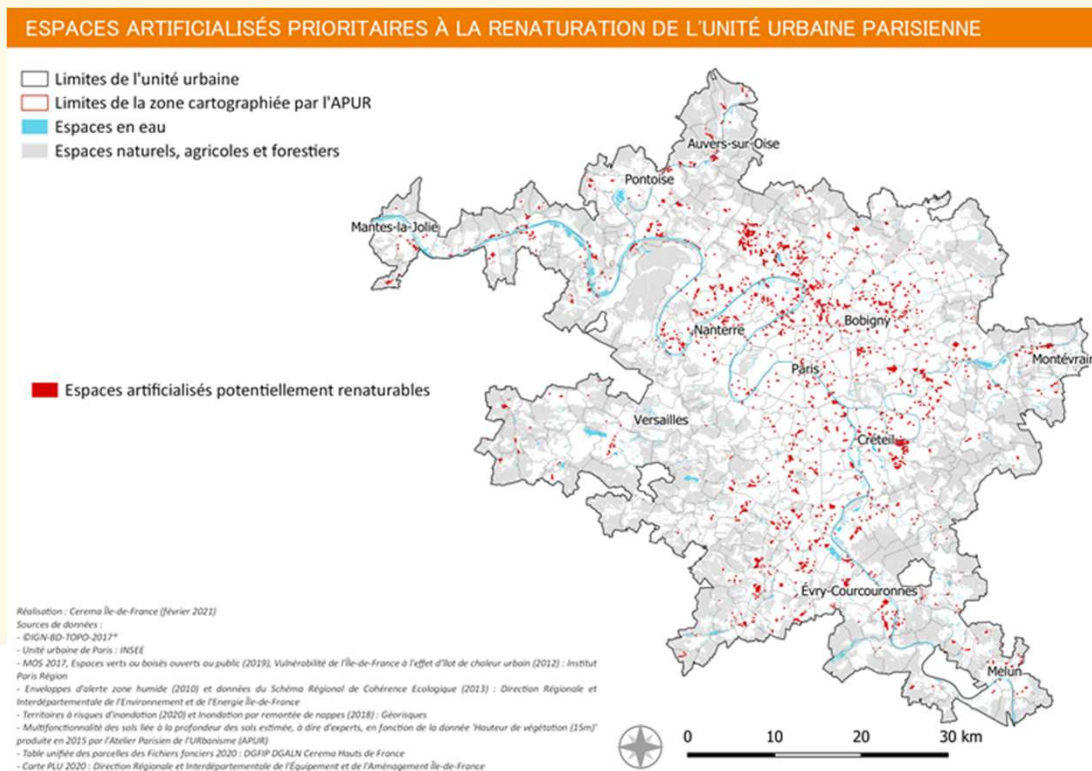 ESPACES ARTIFICIALISÉS PRIORITAIRES À LA RENATURATION DE L'UNITÉ URBAINE PARISIENNE
Limites de l'unité urbaine
Limites de la zone cartographiée par l'APUR
Espaces en eau
Espaces naturels, agricoles et forestiers
Auvers-sur-Oise
Pontoise
Mantes-la-Jolie
Nanterre
Bobigny
Montévrain
Paris
Espaces artificialisés potentiellement renaturables
Versailles
Créteil
Évry-Courcouronnes
Melun
Réalisation : Cerema Île-de-France (février 2021)
Sources de données :
- ©IGN-BD-TOPO-2017®
- Unité urbaine de Paris : INSEE
- MOS 2017, Espaces verts ou boisés ouverts au public (2019), Vulnérabilité de l'Île-de-France à l'effet d'îlot de chaleur urbain (2012) : Institut
Paris Région
- Enveloppes d'alerte zone humide (2010) et données du Schéma Régional de Cohérence Ecologique (2013) : Direction Régionale et
Interdépartementale de l'Environnement et de l'Energie Île-de-France
- Territoires à risques d'inondation (2020) et Inondation par remontée de nappes (2018) : Géorisques
- Multifonctionnalité des sols liée à la profondeur des sols estimée, à dire d'experts, en fonction de la donnée 'Hauteur de végétation (15m)'
produite en 2015 par l'Atelier Parisien de l'URbanisme (APUR)
- Table unifiée des parcelles des Fichiers fonciers 2020 : DGFIP DGALN Cerema Hauts de France
- Carte PLU 2020 : Direction Régionale et Interdépartementale de l'Équipement et de l'Aménagement Île-de-France
0 10 20 30 km